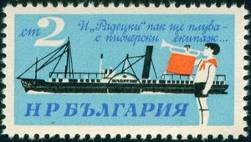 2 ст
И „Радецки“ пак ще плува –
с пионерски екипаж...
НР БЪЛГАРИЯ